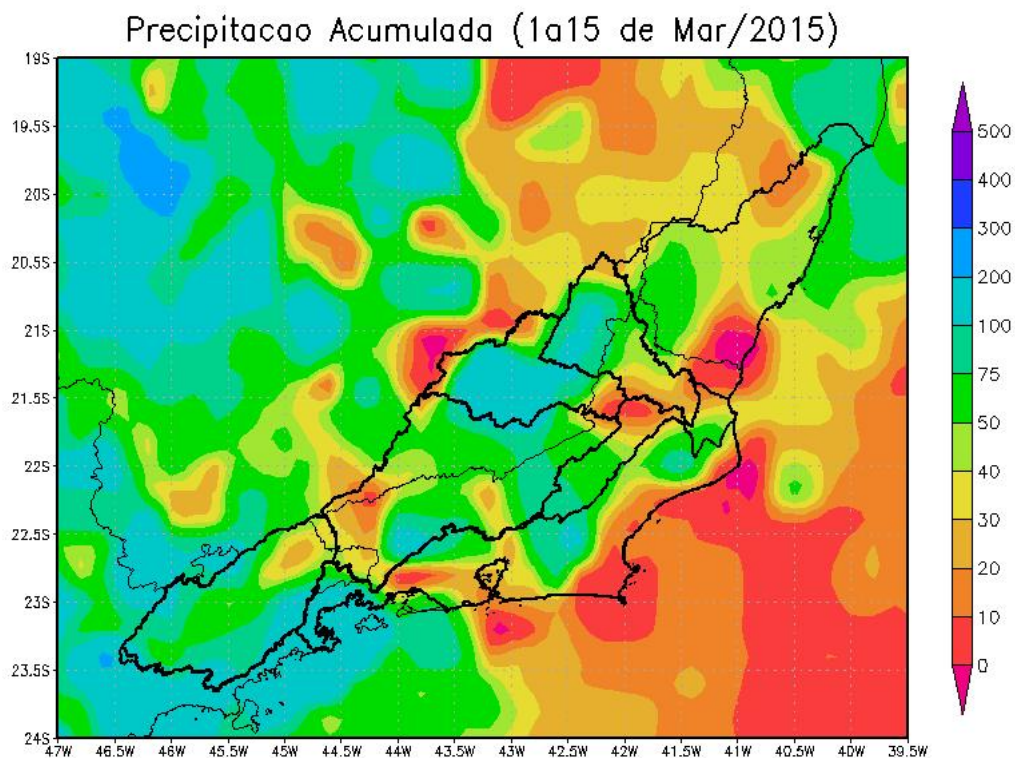 Precipitacao Acumulada (1a15 de Mar/2015)
19S
19.5S
20S
20.5S
21S
21.5S
22S
22.5S
23S
23.5S
24S
47W 46.5W 46W 45.5W 45W 44.5W 44W 43.5W 43W 42.5W 42W 41.5W 41W 40.5W 40W 39.5W
500
400
300
200
100
75
50
40
30
20
10
0